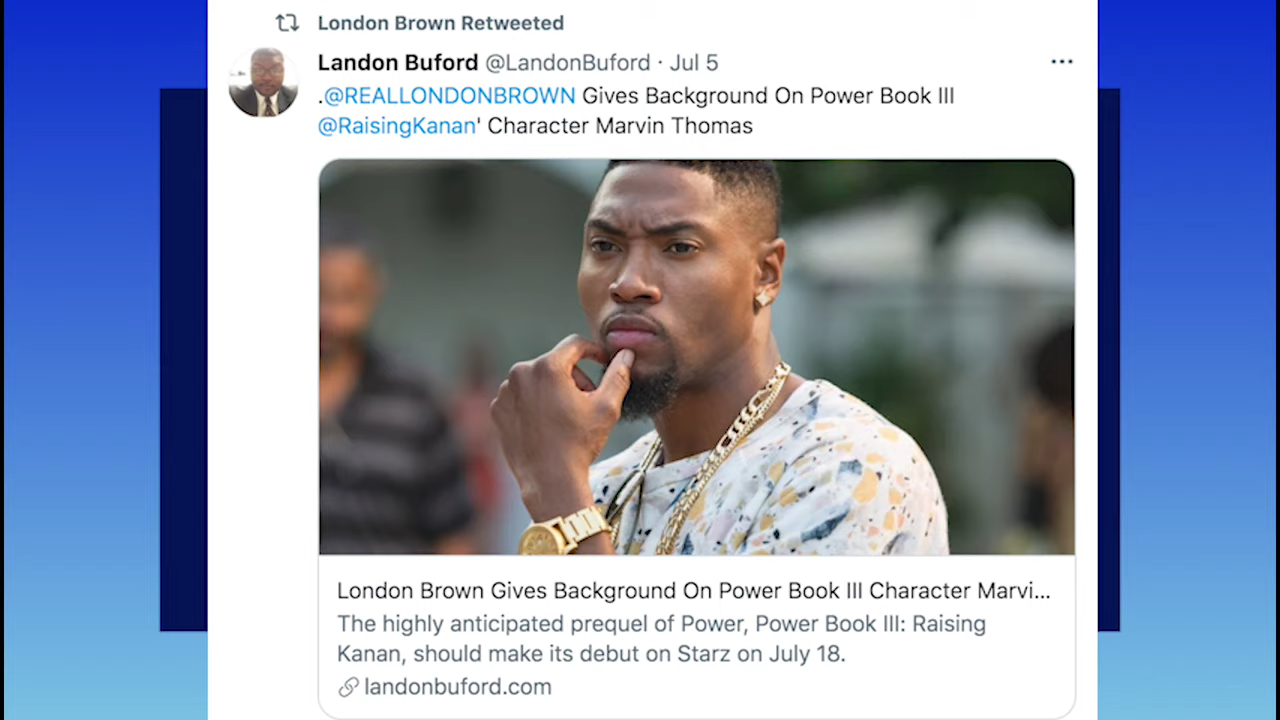 London Brown Retweeted
Landon Buford @LandonBuford · Jul 5
.@REALLONDONBROWN Gives Background On Power Book III
@RaisingKanan' Character Marvin Thomas
London Brown Gives Background On Power Book III Character Marvi...
The highly anticipated prequel of Power, Power Book III: Raising
Kanan, should make its debut on Starz on July 18.
landonbuford.com